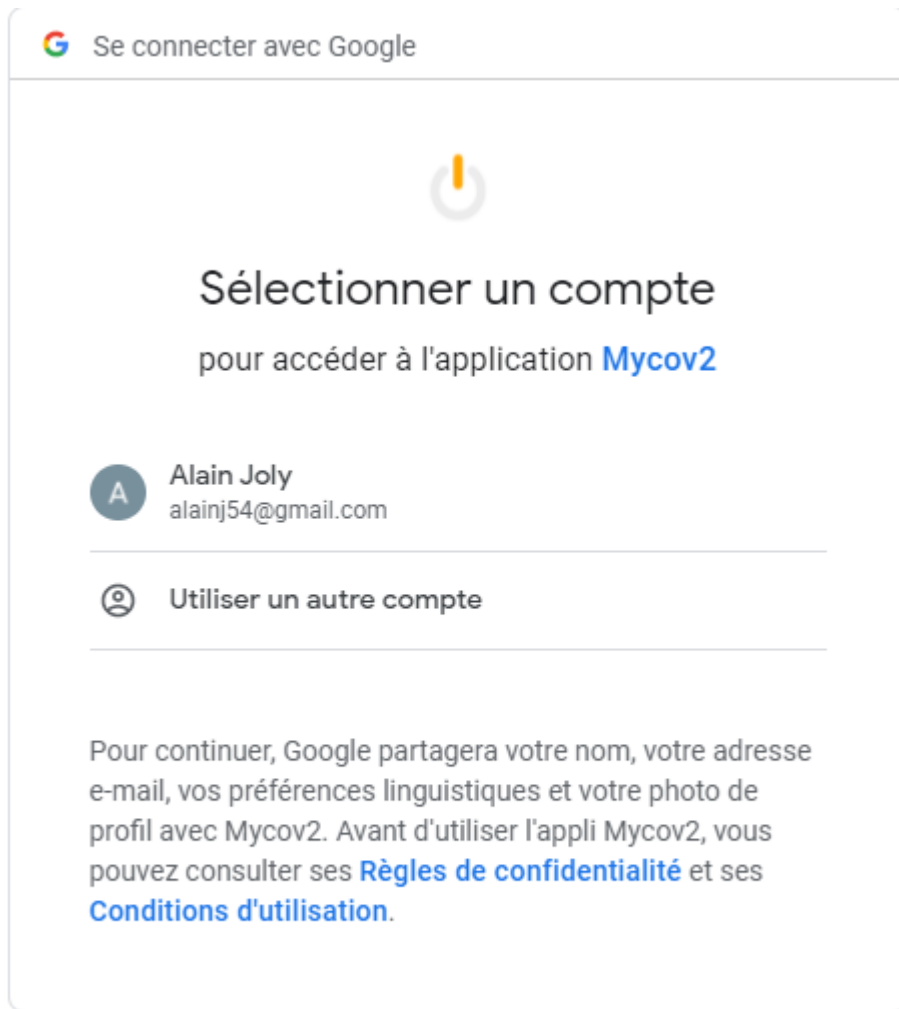 Se connecter avec Google
Sélectionner un compte
pour accéder à l'application Mycov2
A
Alain Joly
alainj54@gmail.com
Utiliser un autre compte
Pour continuer, Google partagera votre nom, votre adresse
e-mail, vos préférences linguistiques et votre photo de
profil avec Mycov2. Avant d'utiliser l'appli Mycov2, vous
pouvez consulter ses Règles de confidentialité et ses
Conditions d'utilisation.